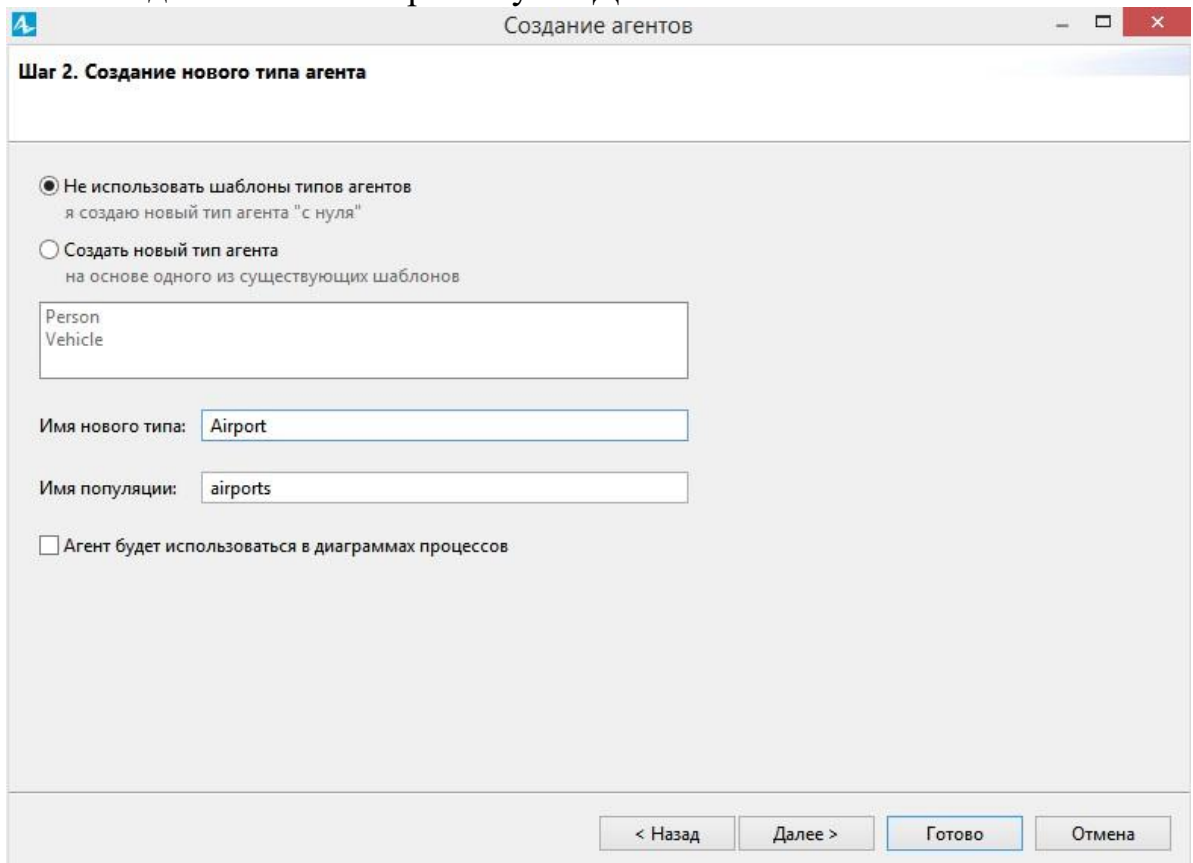 Создание агентов
Шаг 2. Создание нового типа агента
Не использовать шаблоны типов агентов
я создаю новый тип агента "с нуля"
Создать новый тип агента
на основе одного из существующих шаблонов
Person
Vehicle
Имя нового типа: Airport
Имя популяции: airports
Агент будет использоваться в диаграммах процессов
< Назад Далее > Готово Отмена